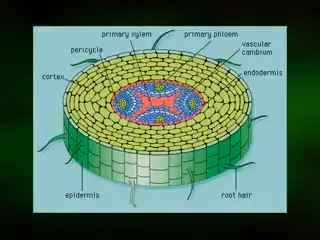 primary xylem
primary phloem
pericycle
vascular
cambium
cortex
endodermis
epidermis
root hair